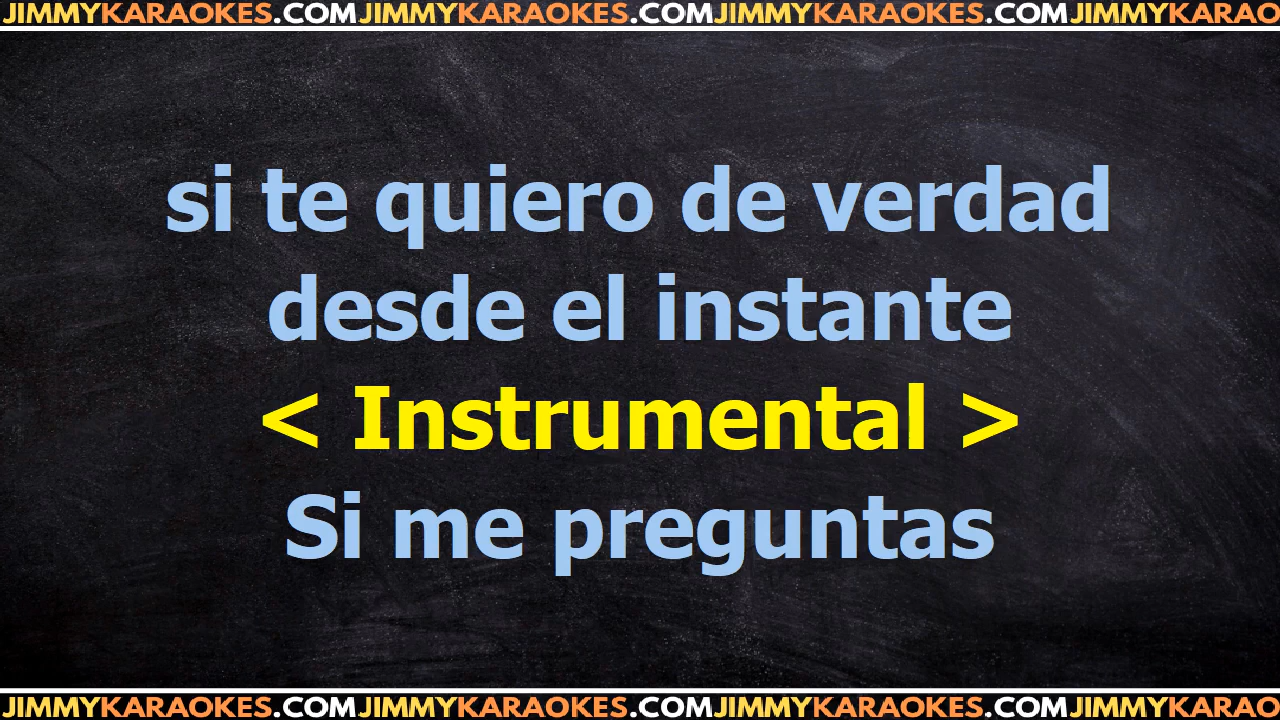 JIMMYKARAOKES.COMJIMMYKARAOKES.COMJIMMYKARAOKES.COMJIMMYKARAO
si te quiero de verdad
desde el instante
< Instrumental >
Si me preguntas
JIMMYKARAOKES.COMJIMMYKARAOKES.COMJIMMYKARAOKES.COMJIMMYKARAO